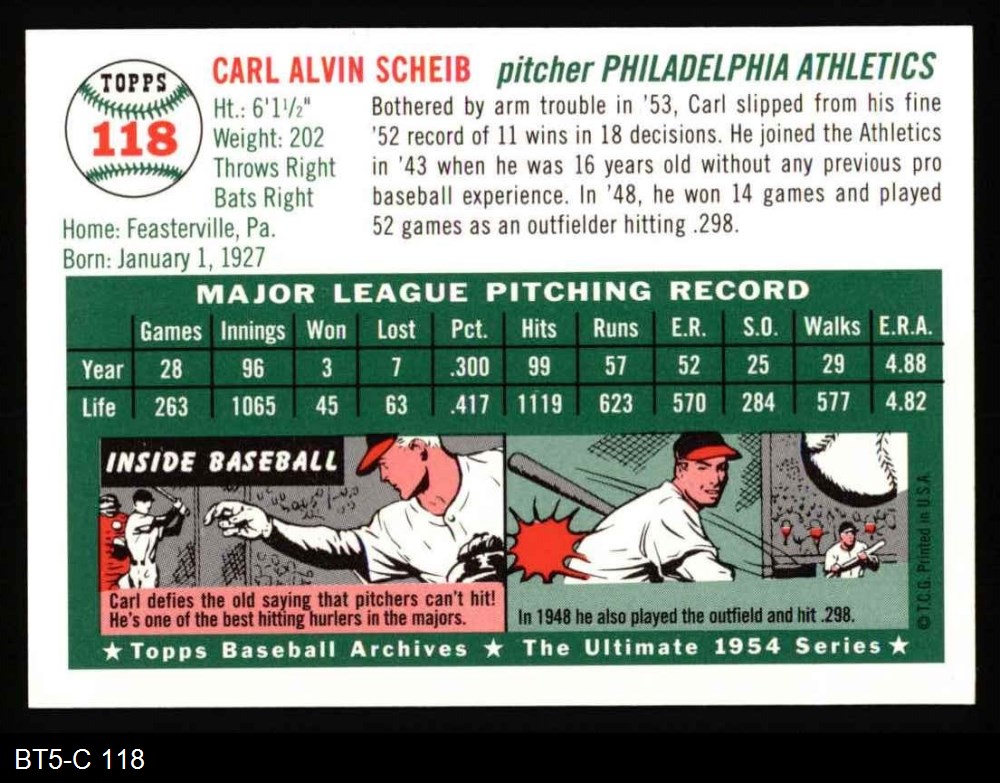 TOPPS
118
CARL ALVIN SCHEIB pitcher PHILADELPHIA ATHLETICS
Ht.: 6'1½"
Weight: 202
Throws Right
Bats Right
Home: Feasterville, Pa.
Born: January 1, 1927
Bothered by arm trouble in '53, Carl slipped from his fine
'52 record of 11 wins in 18 decisions. He joined the Athletics
in '43 when he was 16 years old without any previous pro
baseball experience. In '48, he won 14 games and played
52 games as an outfielder hitting .298.
MAJOR LEAGUE PITCHING RECORD
Games Innings Won Lost Pct. Hits Runs E.R. S.O. Walks E.R.A.
Year 28 96 3 7 .300 99 57 52 25 29 4.88
Life 263 1065 45 63 .417 1119 623 570 284 577 4.82
INSIDE BASEBALL
Carl defies the old saying that pitchers can't hit!
He's one of the best hitting hurlers in the majors.
In 1948 he also played the outfield and hit .298.
© T.C.G. Printed in U.S.A
★ Topps Baseball Archives ★ The Ultimate 1954 Series ★
BT5-C 118